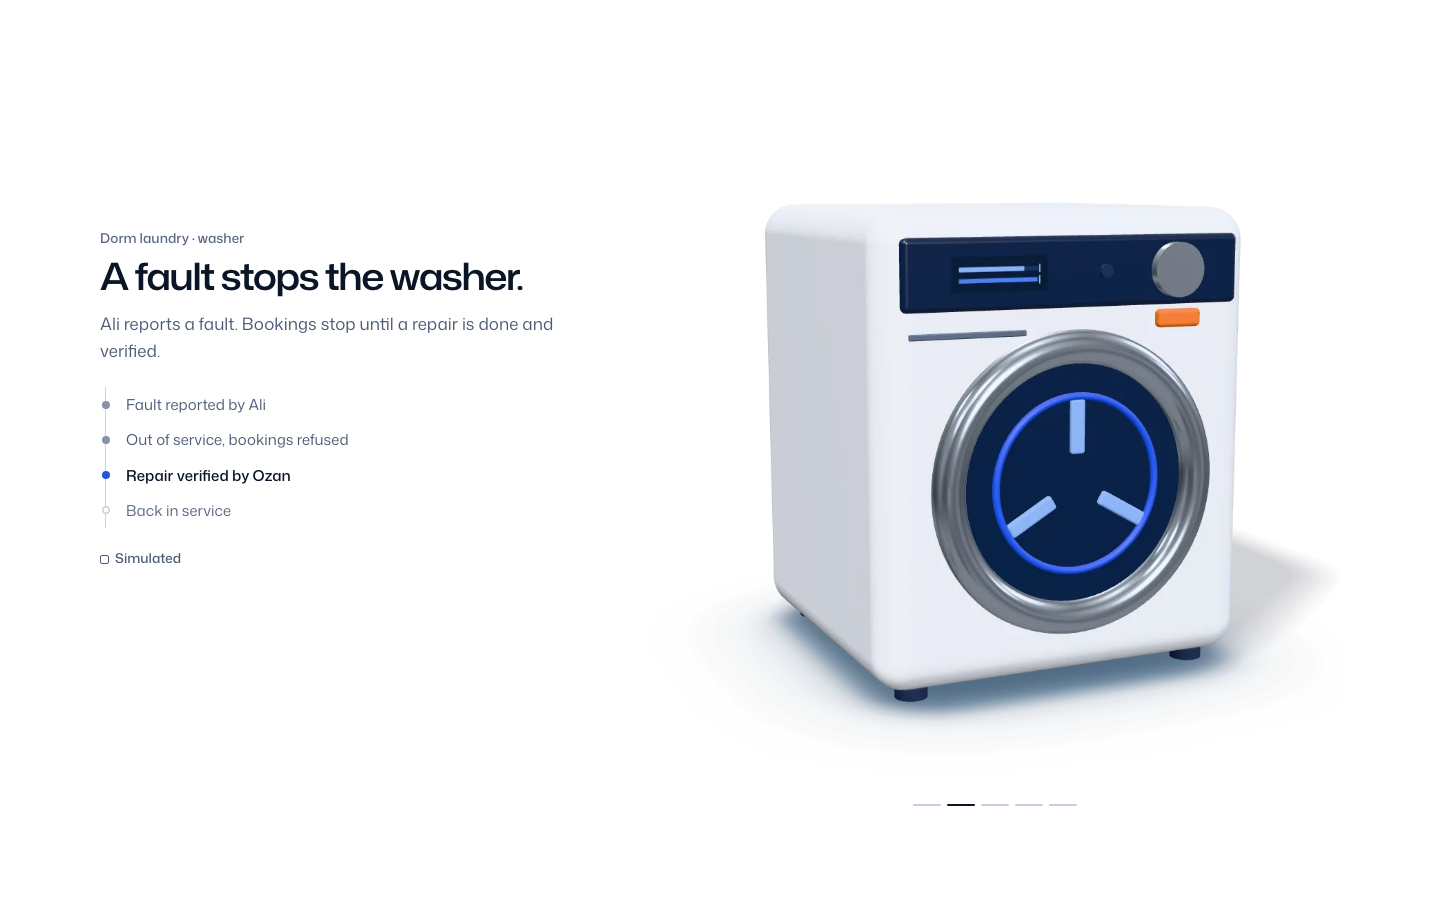 Dorm laundry · washer
A fault stops the washer.
Ali reports a fault. Bookings stop until a repair is done and
verified.
Fault reported by Ali
Out of service, bookings refused
Repair verified by Ozan
Back in service
Simulated